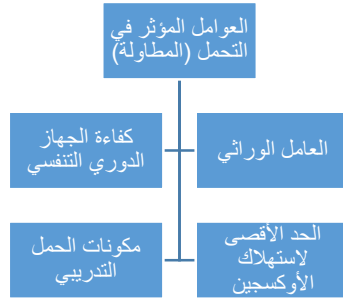 العوامل المؤثر في
التحمل (المطاولة)
العامل الوراثي
كفاءة الجهاز
الدوري التنفسي
الحد الأقصى
لاستهلاك
الأوكسجين
مكونات الحمل
التدريبي